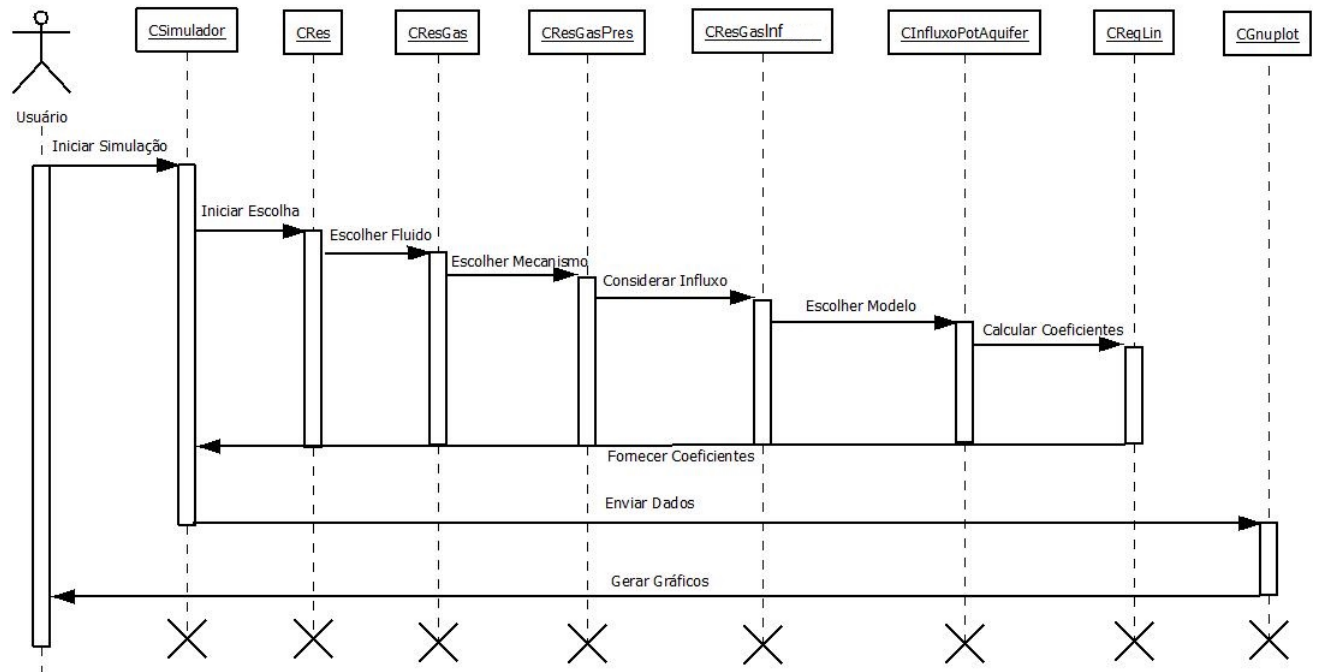 CSimulador
CRes
CResGas
CResGasPres
CResGasInf
CInfluxoPotAquifer
CReqLin
CGnuplot
Usuário
Iniciar Simulação
Iniciar Escolha
Escolher Fluido
Escolher Mecanismo
Considerar Influxo
Escolher Modelo
Calcular Coeficientes
Fornecer Coeficientes
Enviar Dados
Gerar Gráficos